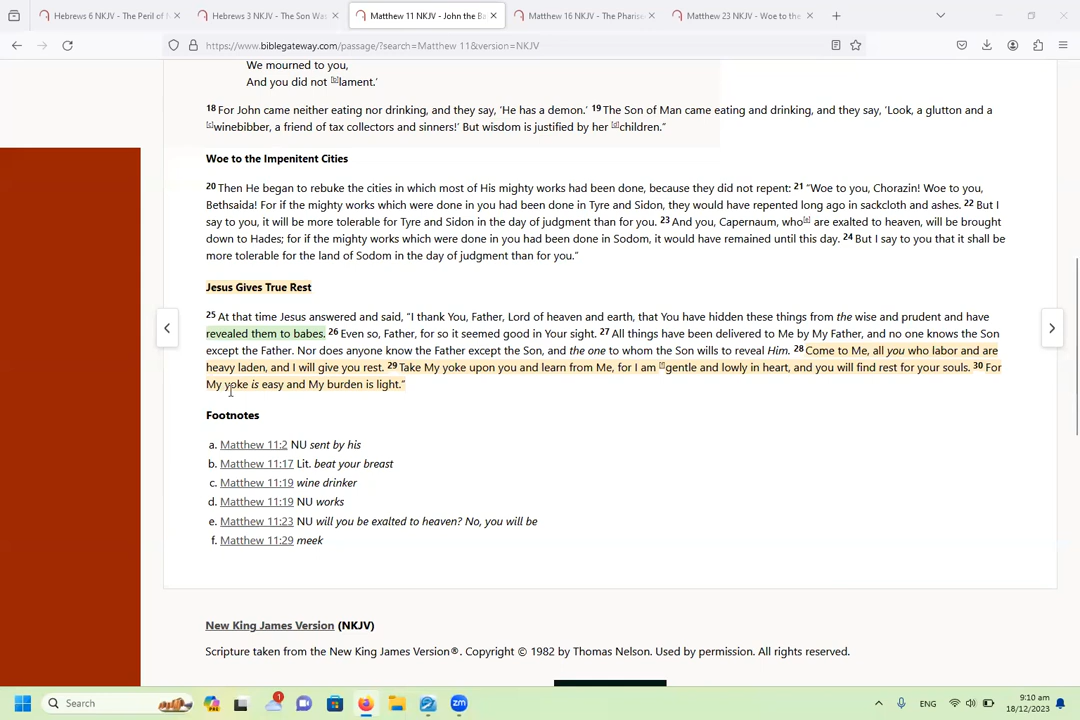 Hebrews 6 NKJV - The Peril of N
Hebrews 3 NKJV - The Son Was
Matthew 11 NKJV - John the Ba
Matthew 16 NKJV - The Pharise
Matthew 23 NKJV - Woe to the
https://www.biblegateway.com/passage/?search=Matthew 11&version=NKJV
We mourned to you,
And you did not [b]lament.’
18 For John came neither eating nor drinking, and they say, ‘He has a demon.’ 19 The Son of Man came eating and drinking, and they say, ‘Look, a glutton and a
[c]winebibber, a friend of tax collectors and sinners!’ But wisdom is justified by her [d]children.”
Woe to the Impenitent Cities
20 Then He began to rebuke the cities in which most of His mighty works had been done, because they did not repent: 21 “Woe to you, Chorazin! Woe to you,
Bethsaida! For if the mighty works which were done in you had been done in Tyre and Sidon, they would have repented long ago in sackcloth and ashes. 22 But I
say to you, it will be more tolerable for Tyre and Sidon in the day of judgment than for you. 23 And you, Capernaum, who[e] are exalted to heaven, will be brought
down to Hades; for if the mighty works which were done in you had been done in Sodom, it would have remained until this day. 24 But I say to you that it shall be
more tolerable for the land of Sodom in the day of judgment than for you.”
Jesus Gives True Rest
25 At that time Jesus answered and said, “I thank You, Father, Lord of heaven and earth, that You have hidden these things from the wise and prudent and have
revealed them to babes. 26 Even so, Father, for so it seemed good in Your sight. 27 All things have been delivered to Me by My Father, and no one knows the Son
except the Father. Nor does anyone know the Father except the Son, and the one to whom the Son wills to reveal Him. 28 Come to Me, all you who labor and are
heavy laden, and I will give you rest. 29 Take My yoke upon you and learn from Me, for I am [f]gentle and lowly in heart, and you will find rest for your souls. 30 For
My yoke is easy and My burden is light.”
Footnotes
a. Matthew 11:2 NU sent by his
b. Matthew 11:17 Lit. beat your breast
c. Matthew 11:19 wine drinker
d. Matthew 11:19 NU works
e. Matthew 11:23 NU will you be exalted to heaven? No, you will be
f. Matthew 11:29 meek
New King James Version (NKJV)
Scripture taken from the New King James Version®. Copyright © 1982 by Thomas Nelson. Used by permission. All rights reserved.
Search
PRE
1
zm
ENG
9:10 am
18/12/2023